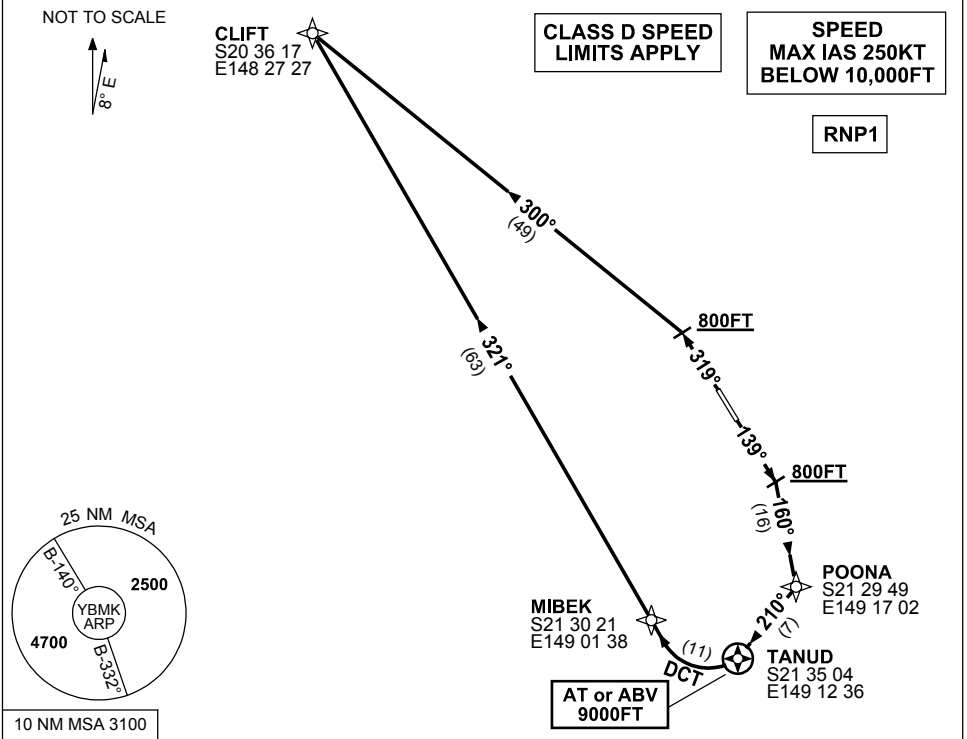 NOT TO SCALE
8° E
CLIFT
S20 36 17
E148 27 27
CLASS D SPEED
LIMITS APPLY
SPEED
MAX IAS 250KT
BELOW 10,000FT
RNP1
300°
(49)
800FT
319°
321°
(63)
139°
800FT
160°
(16)
POONA
S21 29 49
E149 17 02
210°
(7)
MIBEK
S21 30 21
E149 01 38
(11)
DCT
TANUD
S21 35 04
E149 12 36
AT or ABV
9000FT
25 NM MSA
B-140°
2500
YBMK
ARP
4700
B-332°
10 NM MSA 3100